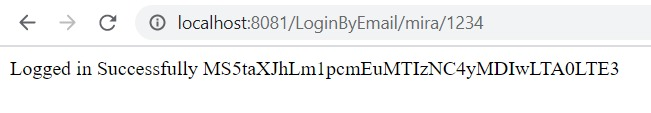 localhost:8081/LoginByEmail/mira/1234
Logged in Successfully MS5taXJhLm1pcmEuMTIzNC4yMDIwLTA0LTE3